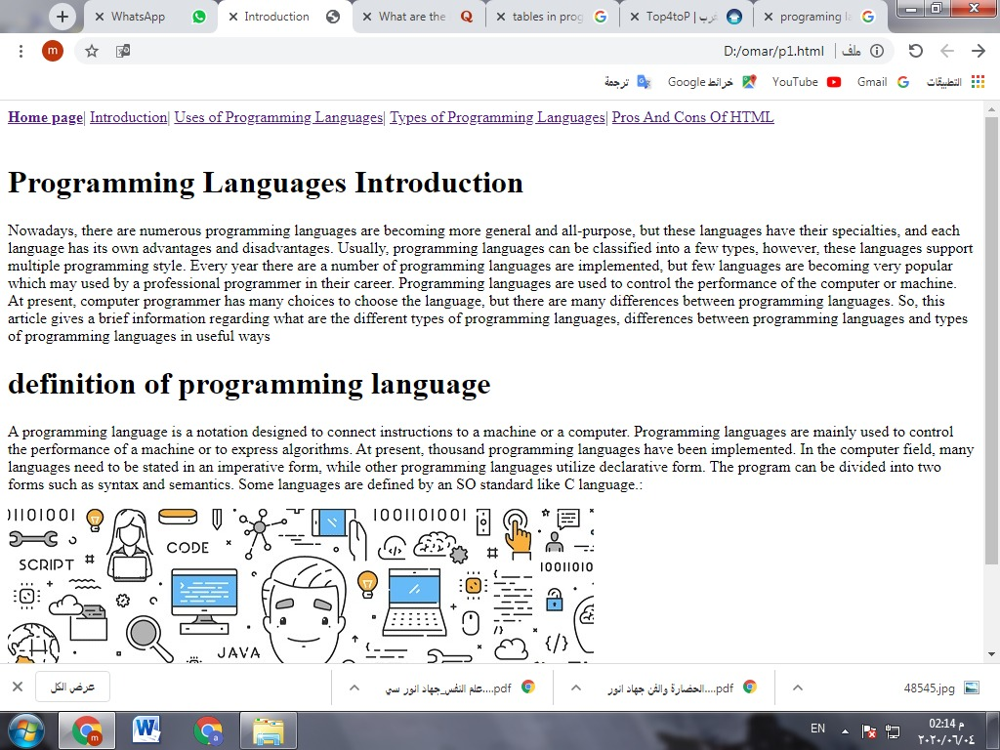 WhatsApp
Introduction
What are the
tables in prog
Top4toP | عرب
programing la
D:/omar/p1.html | ملف
التطبيقات
Gmail
YouTube
خرائط Google
ترجمة
Home page| Introduction| Uses of Programming Languages| Types of Programming Languages| Pros And Cons Of HTML
Programming Languages Introduction
Nowadays, there are numerous programming languages are becoming more general and all-purpose, but these languages have their specialties, and each
language has its own advantages and disadvantages. Usually, programming languages can be classified into a few types, however, these languages support
multiple programming style. Every year there are a number of programming languages are implemented, but few languages are becoming very popular
which may used by a professional programmer in their career. Programming languages are used to control the performance of the computer or machine.
At present, computer programmer has many choices to choose the language, but there are many differences between programming languages. So, this
article gives a brief information regarding what are the different types of programming languages, differences between programming languages and types
of programming languages in useful ways
definition of programming language
A programming language is a notation designed to connect instructions to a machine or a computer. Programming languages are mainly used to control
the performance of a machine or to express algorithms. At present, thousand programming languages have been implemented. In the computer field, many
languages need to be stated in an imperative form, while other programming languages utilize declarative form. The program can be divided into two
forms such as syntax and semantics. Some languages are defined by an SO standard like C language.:
01101001
CODE
1001101001
SCRIPT
10011010
JAVA
عرض الكل
علم النفس_جهاد انور سي....pdf
الحضارة والفن جهاد انور....pdf
48545.jpg
EN
02:14 م
٢٠٢٠/٠٦/٠٤